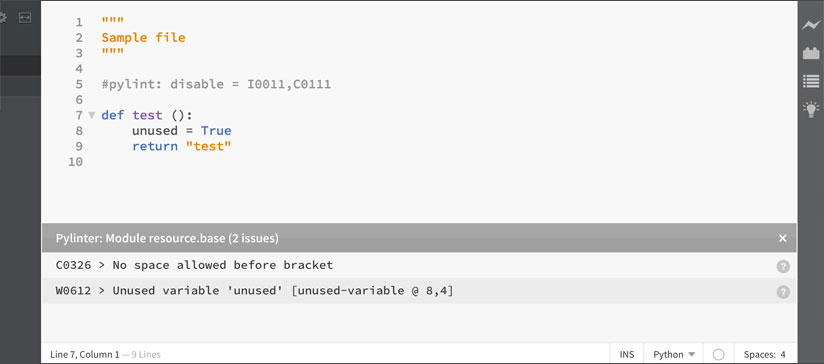 1 """
2 Sample file
3 """
4
5 #pylint: disable = I0011,C0111
6
7 def test ():
8     unused = True
9     return "test"
10
Pylinter: Module resource.base (2 issues) ×
C0326 > No space allowed before bracket ?
W0612 > Unused variable 'unused' [unused-variable @ 8,4] ?
Line 7, Column 1 — 9 Lines INS Python Spaces: 4